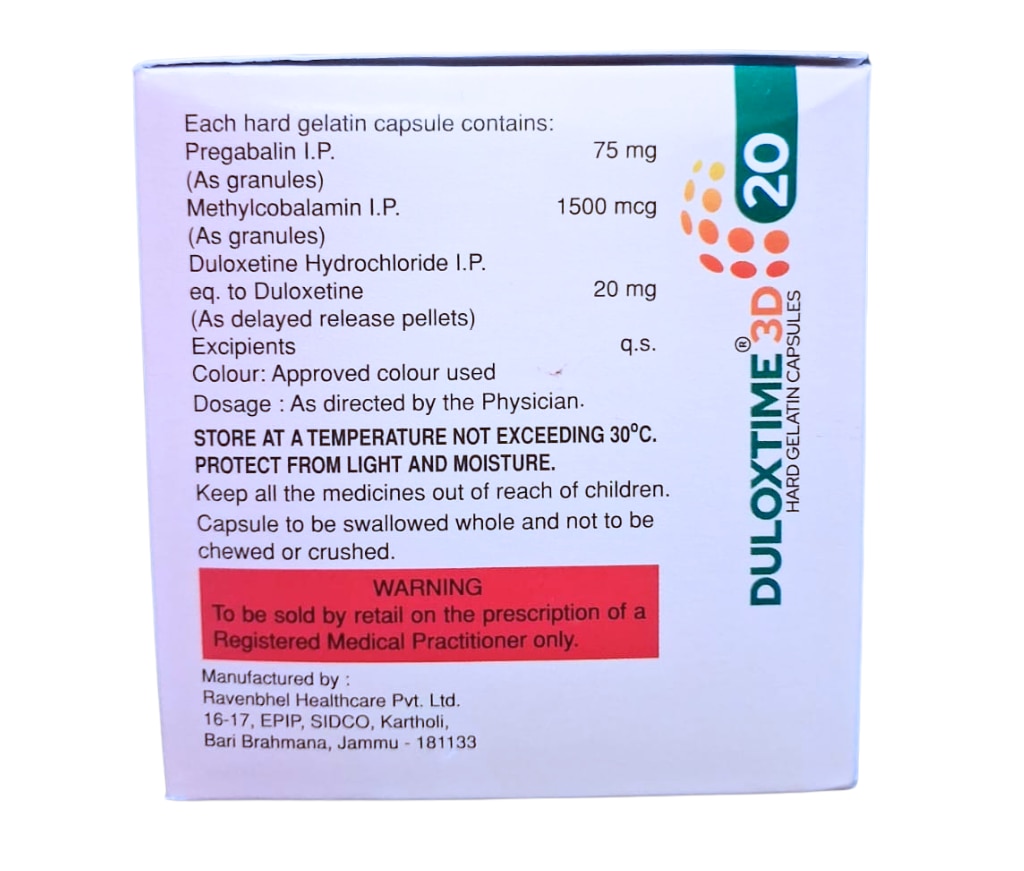 Each hard gelatin capsule contains:
Pregabalin I.P. 75 mg
(As granules)
Methylcobalamin I.P. 1500 mcg
(As granules)
Duloxetine Hydrochloride I.P.
eq. to Duloxetine 20 mg
(As delayed release pellets)
Excipients q.s.
Colour: Approved colour used
Dosage : As directed by the Physician.
STORE AT A TEMPERATURE NOT EXCEEDING 30°C.
PROTECT FROM LIGHT AND MOISTURE.
Keep all the medicines out of reach of children.
Capsule to be swallowed whole and not to be
chewed or crushed.
WARNING
To be sold by retail on the prescription of a
Registered Medical Practitioner only.
Manufactured by :
Ravenbhel Healthcare Pvt. Ltd.
16-17, EPIP, SIDCO, Kartholi,
Bari Brahmana, Jammu - 181133
DULOXTIME® 3D 20
HARD GELATIN CAPSULES